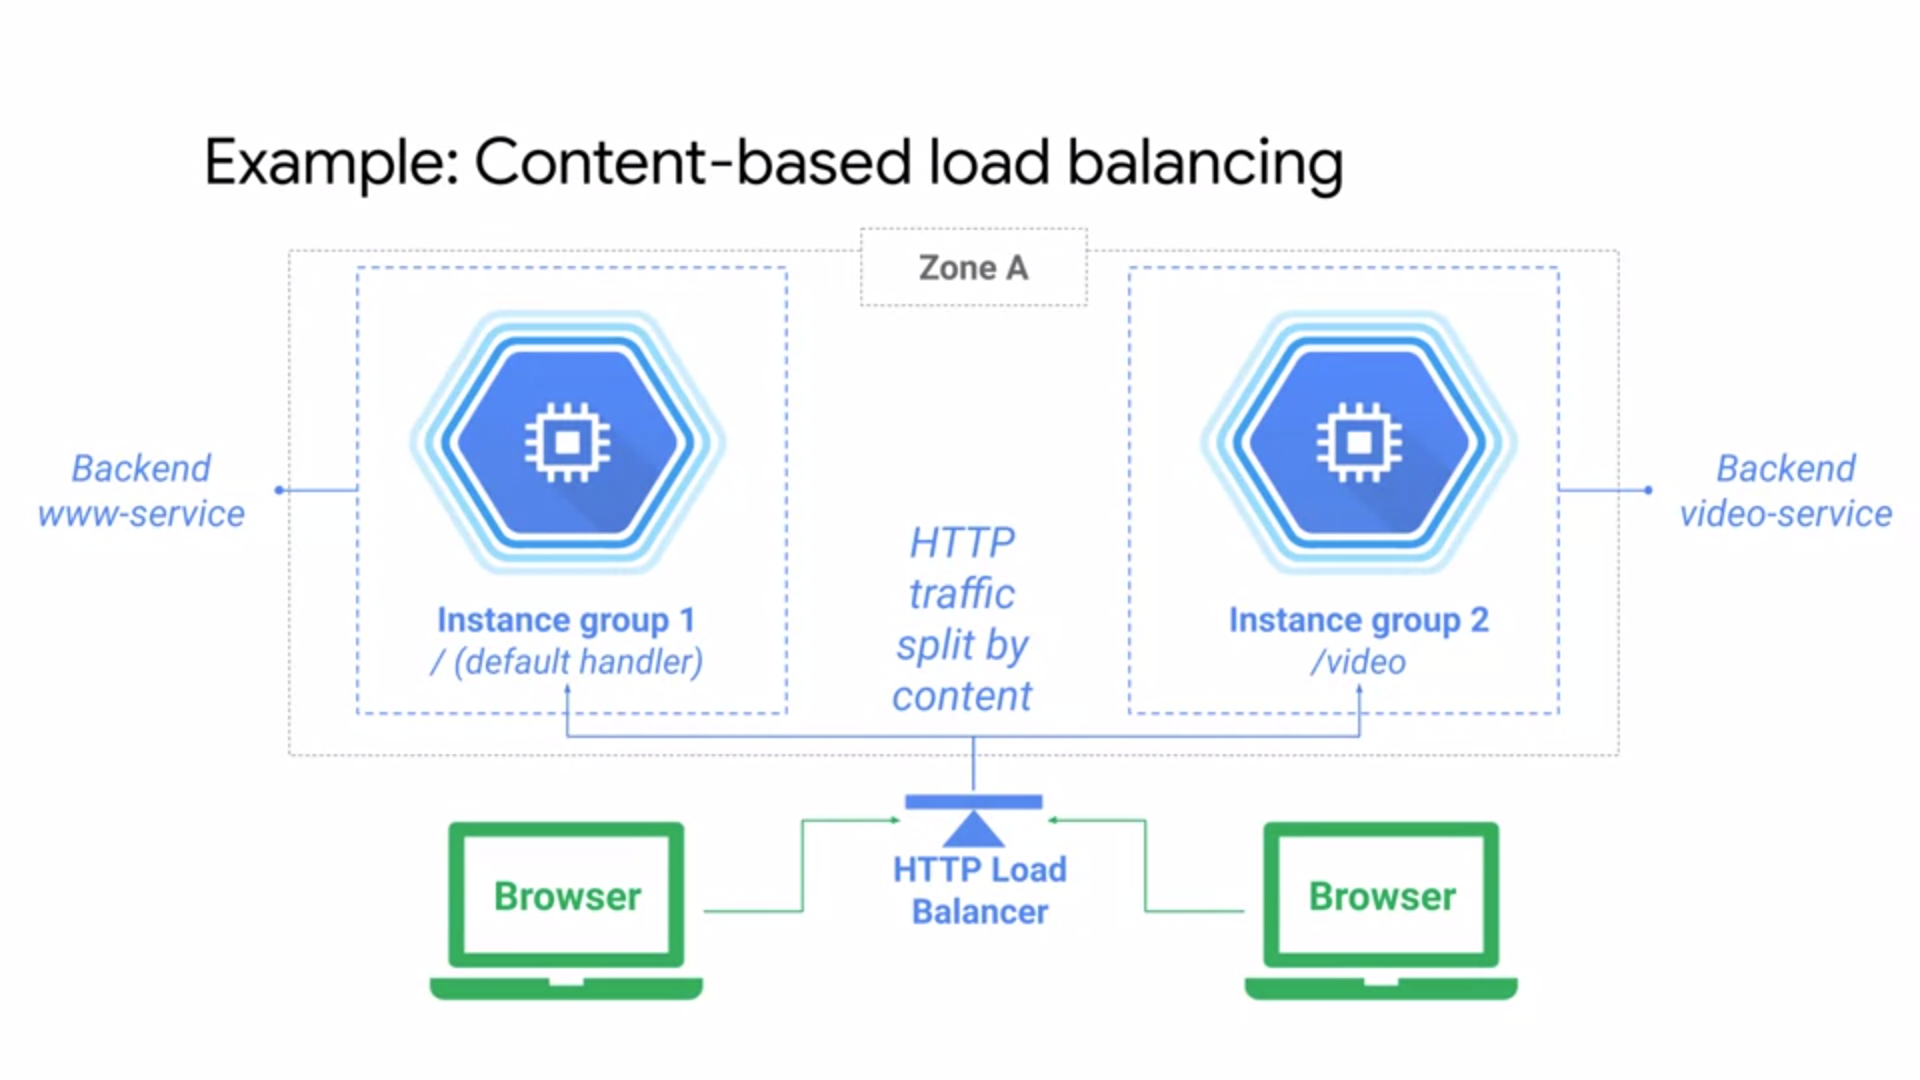 Example: Content-based load balancing
Zone A
Backend
www-service
Instance group 1
/ (default handler)
HTTP
traffic
split by
content
Instance group 2
/video
Backend
video-service
Browser
HTTP Load
Balancer
Browser